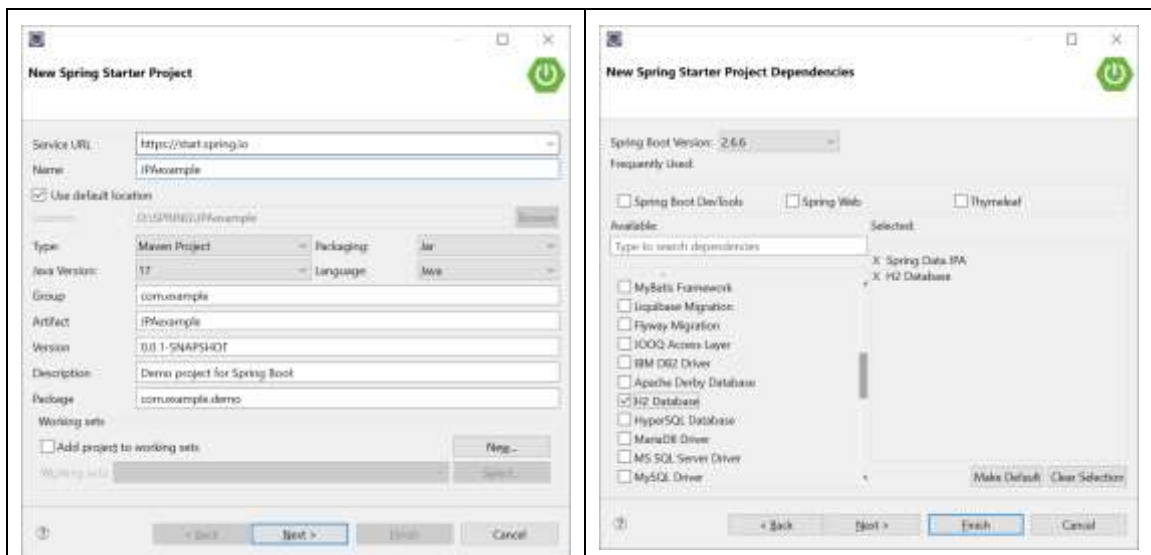 New Spring Starter Project
Service URL https://start.spring.io
Name JPAexample
Use default location
Location D:\SPRING\JPAexample Browse
Type: Maven Project Packaging: Jar
Java Version: 17 Language: Java
Group com.example
Artifact JPAexample
Version 0.0.1-SNAPSHOT
Description Demo project for Spring Boot
Package com.example.demo
Working sets
Add project to working sets New...
Working sets: Select...
? < Back Next > Finish Cancel
New Spring Starter Project Dependencies
Spring Boot Version: 2.6.6
Frequently Used:
Spring Boot DevTools Spring Web Thymeleaf
Available: Selected:
Type to search dependencies
X Spring Data JPA
X H2 Database
MyBatis Framework
Liquibase Migration
Flyway Migration
JOOQ Access Layer
IBM DB2 Driver
Apache Derby Database
H2 Database
HyperSQL Database
MariaDB Driver
MS SQL Server Driver
MySQL Driver
Make Default Clear Selection
? < Back Next > Finish Cancel